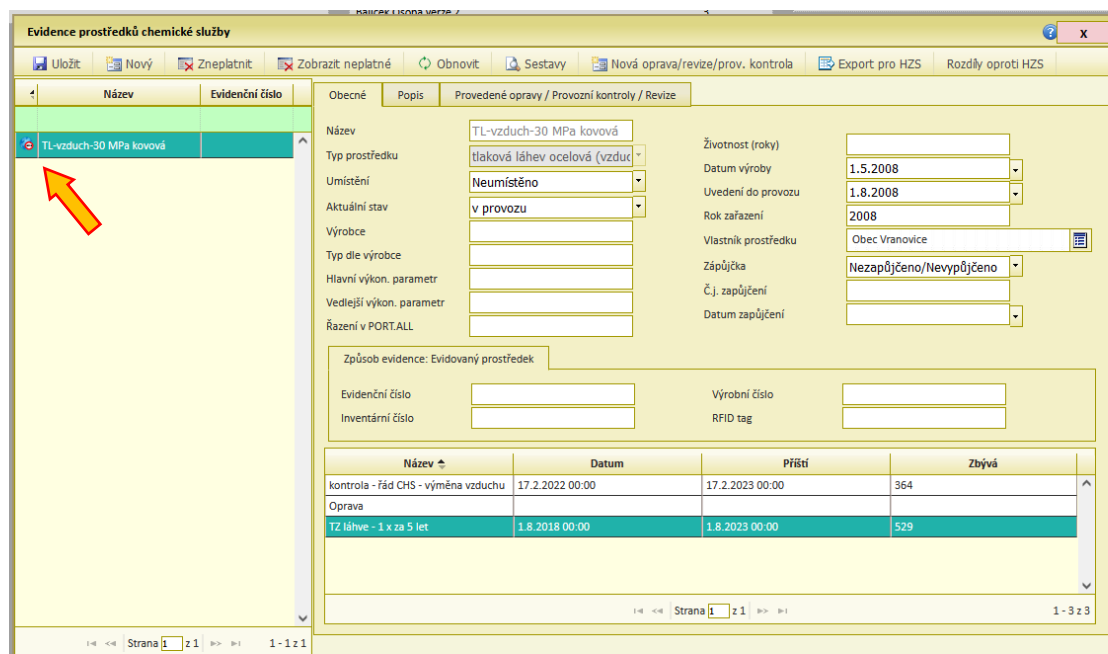 Balíček Osoba verze 2 3
Evidence prostředků chemické služby ? x
Uložit Nový Zneplatnit Zobrazit neplatné Obnovit Sestavy Nová oprava/revize/prov. kontrola Export pro HZS Rozdíly oproti HZS
Název Evidenční číslo
TL-vzduch-30 MPa kovová
Strana 1 z 1 1 - 1 z 1
Obecné Popis Provedené opravy / Provozní kontroly / Revize
Název TL-vzduch-30 MPa kovová
Typ prostředku tlaková láhev ocelová (vzduc
Umístění Neumístěno
Aktuální stav v provozu
Výrobce
Typ dle výrobce
Hlavní výkon. parametr
Vedlejší výkon. parametr
Řazení v PORT.ALL
Životnost (roky)
Datum výroby 1.5.2008
Uvedení do provozu 1.8.2008
Rok zařazení 2008
Vlastník prostředku Obec Vranovice
Zápůjčka Nezapůjčeno/Nevypůjčeno
Č.j. zapůjčení
Datum zapůjčení
Způsob evidence: Evidovaný prostředek
Evidenční číslo Výrobní číslo
Inventární číslo RFID tag
Název Datum Příští Zbývá
kontrola - řád CHS - výměna vzduchu 17.2.2022 00:00 17.2.2023 00:00 364
Oprava
TZ láhve - 1 x za 5 let 1.8.2018 00:00 1.8.2023 00:00 529
Strana 1 z 1 1 - 3 z 3